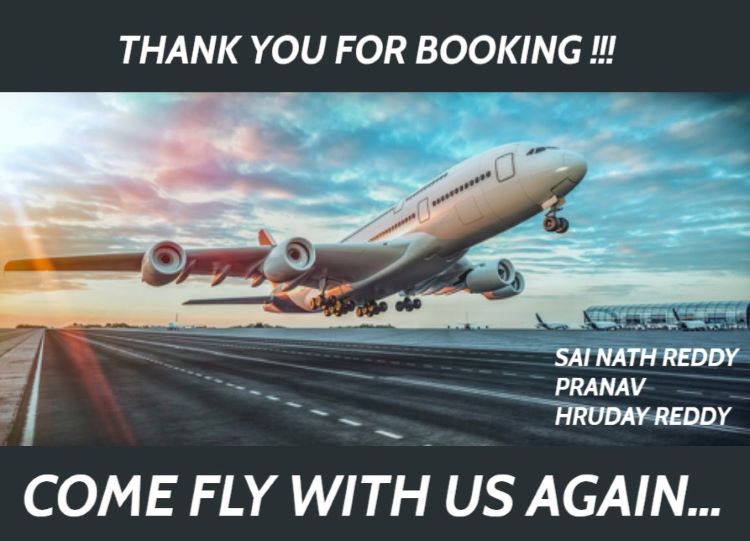 THANK YOU FOR BOOKING !!!
SAI NATH REDDY
PRANAV
HRUDAY REDDY
COME FLY WITH US AGAIN...